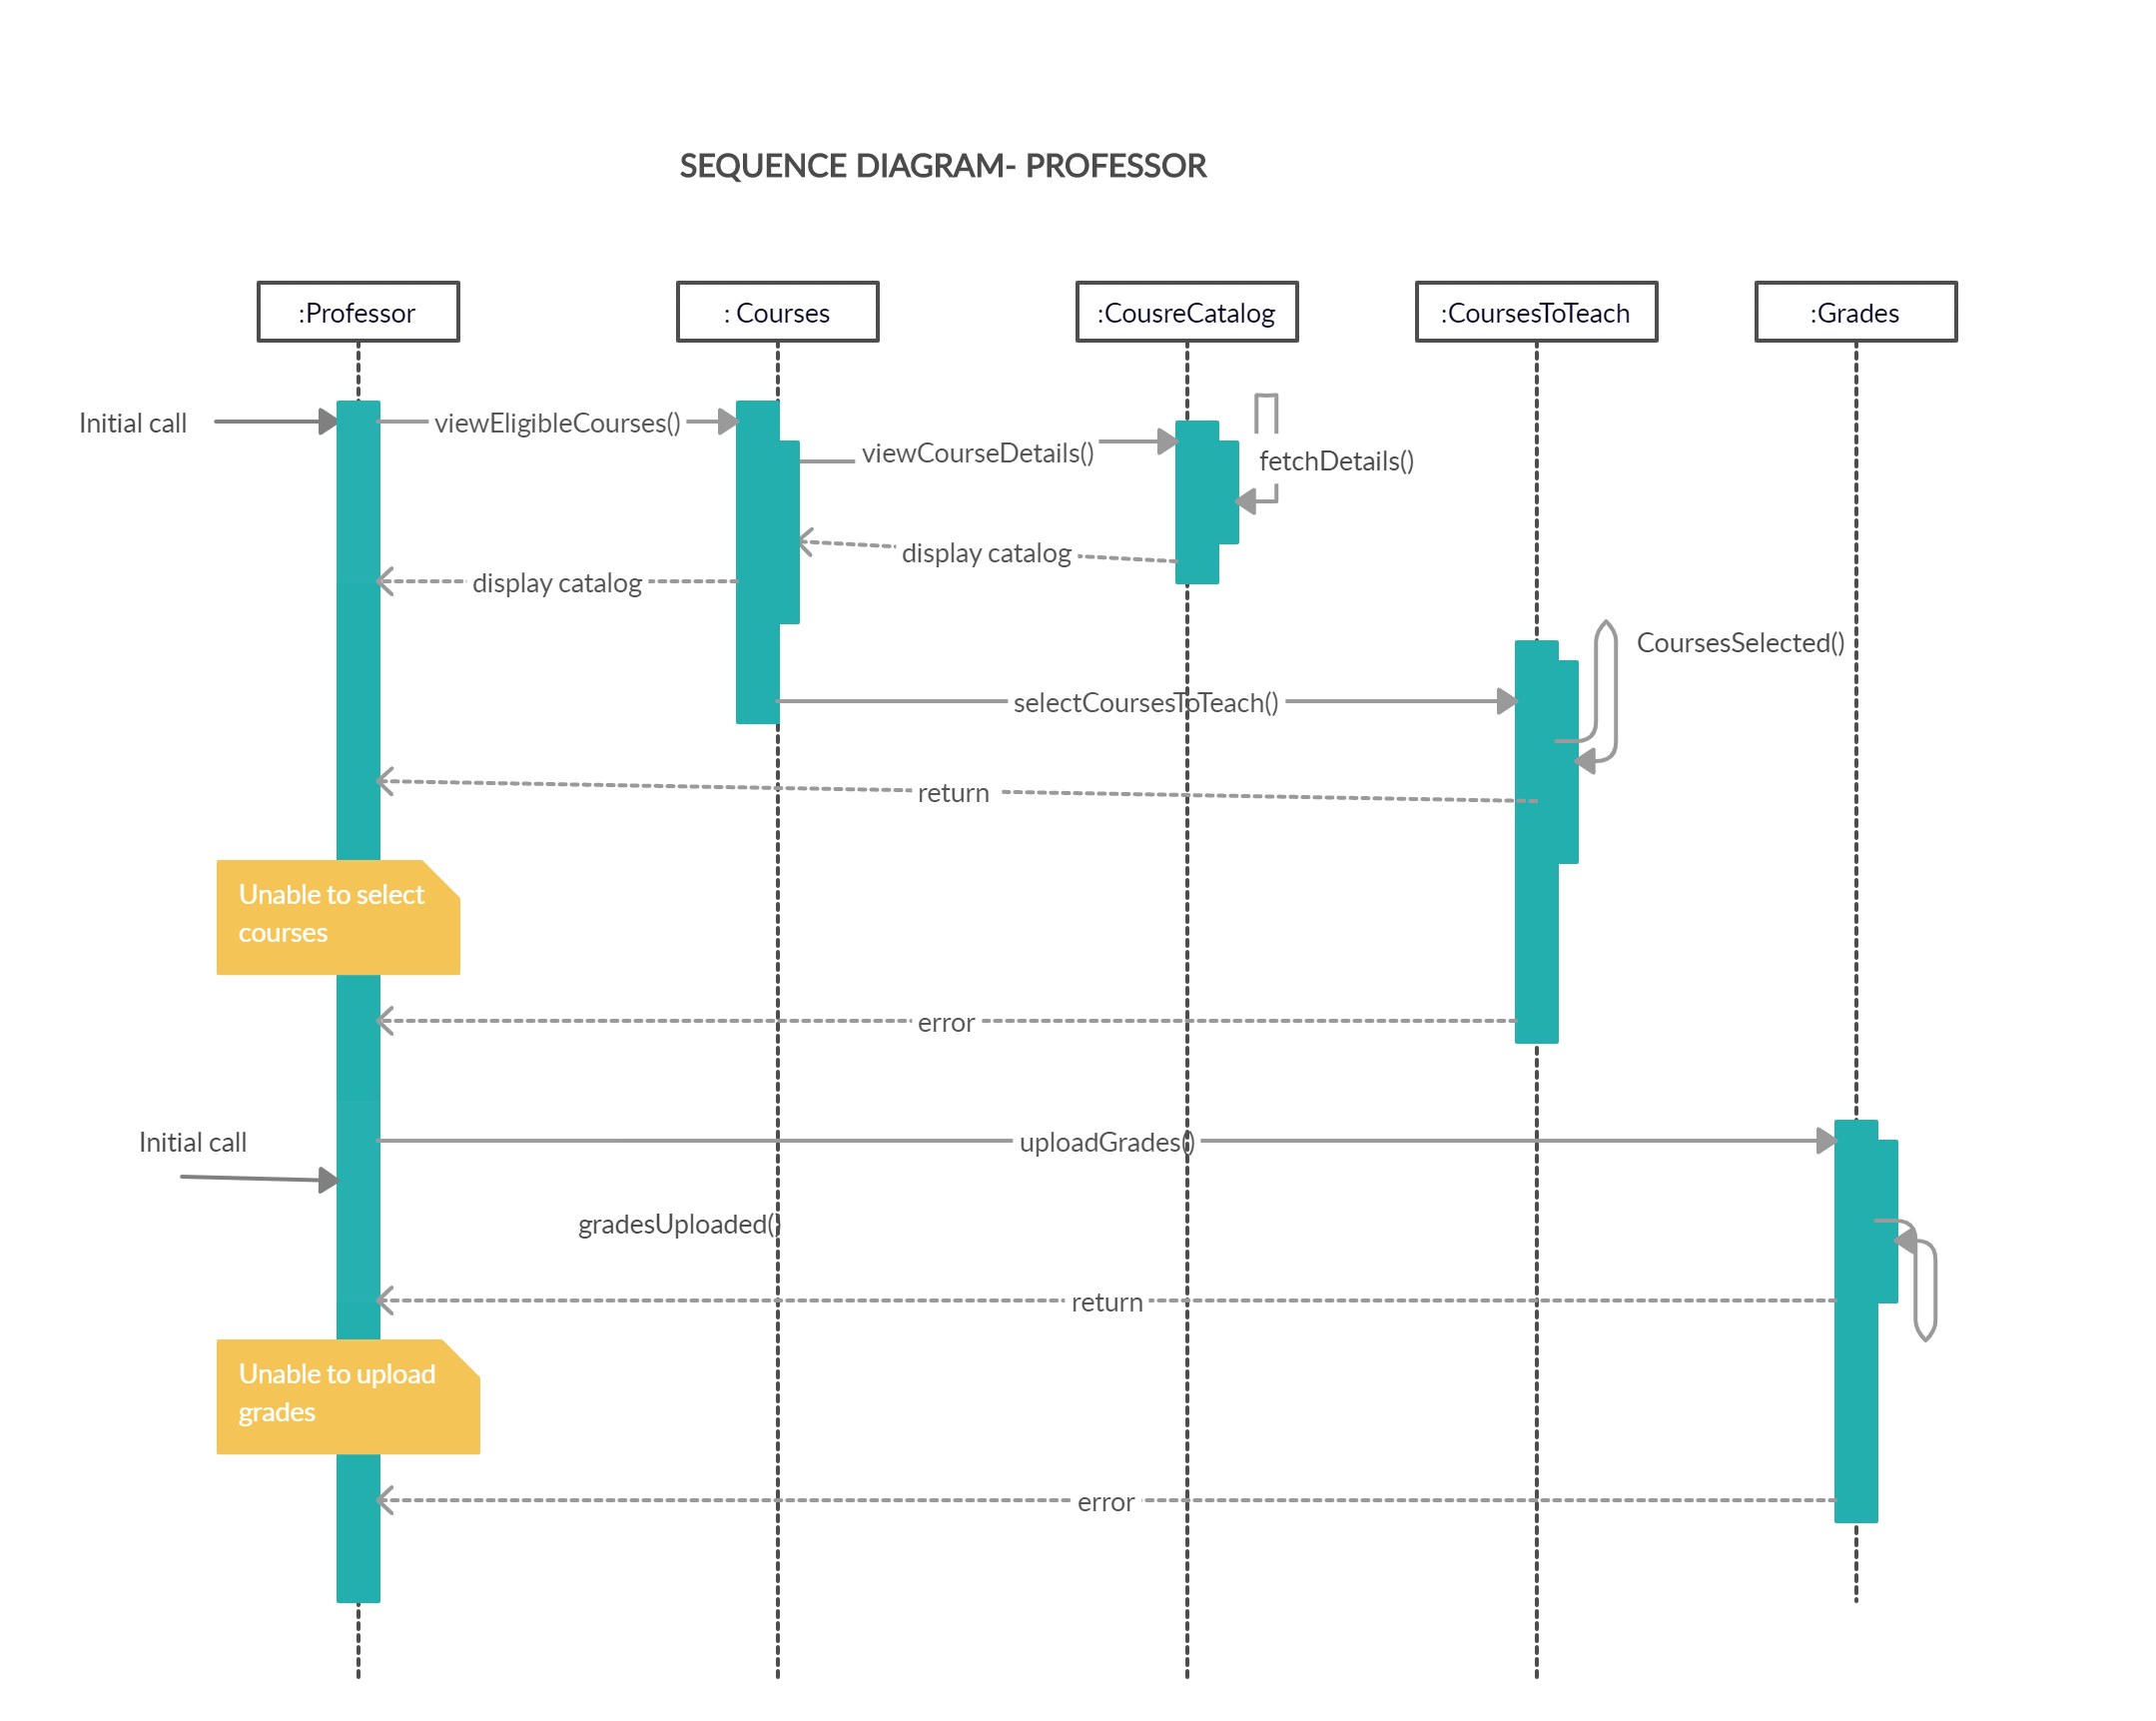 SEQUENCE DIAGRAM- PROFESSOR
:Professor
: Courses
:CousreCatalog
:CoursesToTeach
:Grades
Initial call
viewEligibleCourses()
viewCourseDetails()
fetchDetails()
display catalog
display catalog
CoursesSelected()
selectCoursesToTeach()
return
Unable to select
courses
error
Initial call
uploadGrades()
gradesUploaded()
return
Unable to upload
grades
error